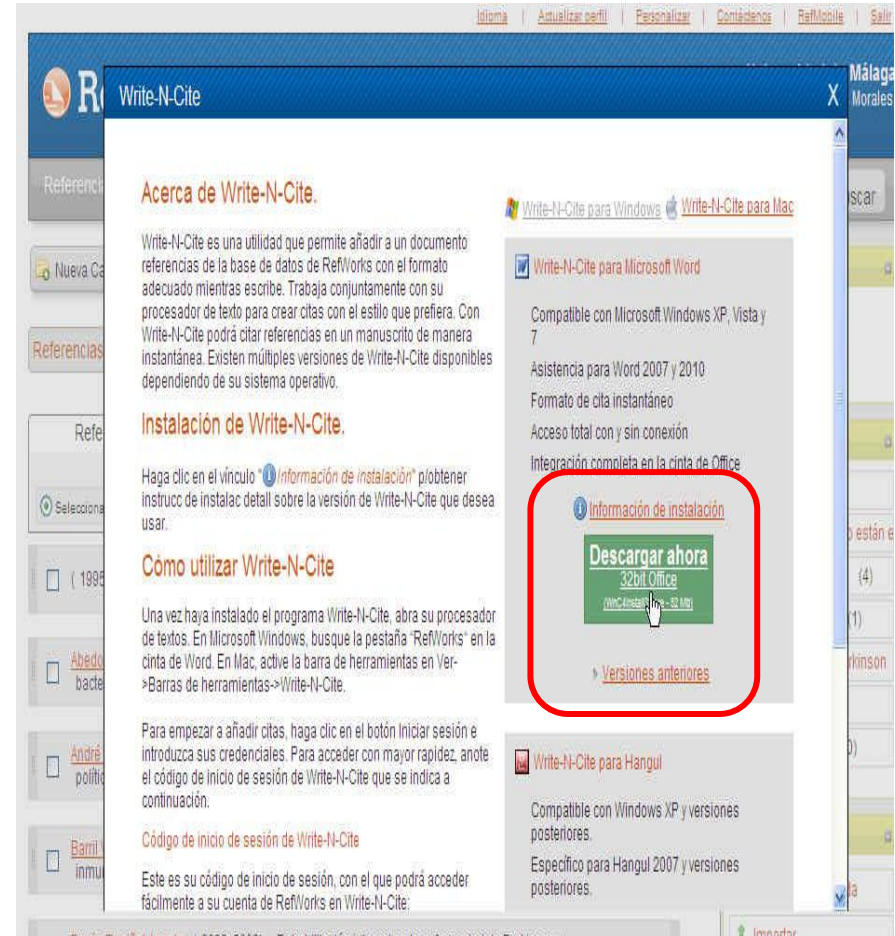 Idioma | Actualizar perfil | Personalizar | Contáctenos | RefMobile | Salir
Málaga
Morales
Write-N-Cite X
Referenci
scar
Nueva Ca
Referencias
Refe
Selecciona
( 1995
Abedo
bacte
André
polític
Barril
inmu
Acerca de Write-N-Cite.
Write-N-Cite es una utilidad que permite añadir a un documento
referencias de la base de datos de RefWorks con el formato
adecuado mientras escribe. Trabaja conjuntamente con su
procesador de texto para crear citas con el estilo que prefiera. Con
Write-N-Cite podrá citar referencias en un manuscrito de manera
instantánea. Existen múltiples versiones de Write-N-Cite disponibles
dependiendo de su sistema operativo.
Instalación de Write-N-Cite.
Haga clic en el vínculo "Información de instalación" p/obtener
instrucc de instalac detall sobre la versión de Write-N-Cite que desea
usar.
Cómo utilizar Write-N-Cite
Una vez haya instalado el programa Write-N-Cite, abra su procesador
de textos. En Microsoft Windows, busque la pestaña "RefWorks" en la
cinta de Word. En Mac, active la barra de herramientas en Ver-
>Barras de herramientas->Write-N-Cite.
Para empezar a añadir citas, haga clic en el botón Iniciar sesión e
introduzca sus credenciales. Para acceder con mayor rapidez, anote
el código de inicio de sesión de Write-N-Cite que se indica a
continuación.
Código de inicio de sesión de Write-N-Cite
Este es su código de inicio de sesión, con el que podrá acceder
fácilmente a su cuenta de RefWorks en Write-N-Cite:
Write-N-Cite para Windows Write-N-Cite para Mac
Write-N-Cite para Microsoft Word
Compatible con Microsoft Windows XP, Vista y
7
Asistencia para Word 2007 y 2010
Formato de cita instantáneo
Acceso total con y sin conexión
Integración completa en la cinta de Office
Información de instalación
Descargar ahora
32bit Office
Versiones anteriores
Write-N-Cite para Hangul
Compatible con Windows XP y versiones
posteriores.
Específico para Hangul 2007 y versiones
posteriores.
o están e
(4)
(1)
rkinson
0)
da
Importar